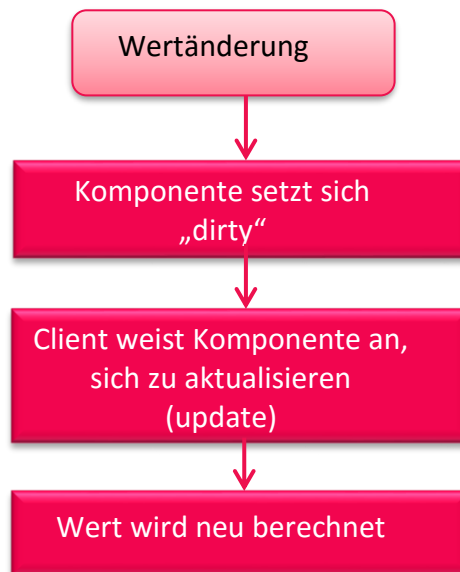 Wertänderung
Komponente setzt sich
„dirty“
Client weist Komponente an,
sich zu aktualisieren
(update)
Wert wird neu berechnet